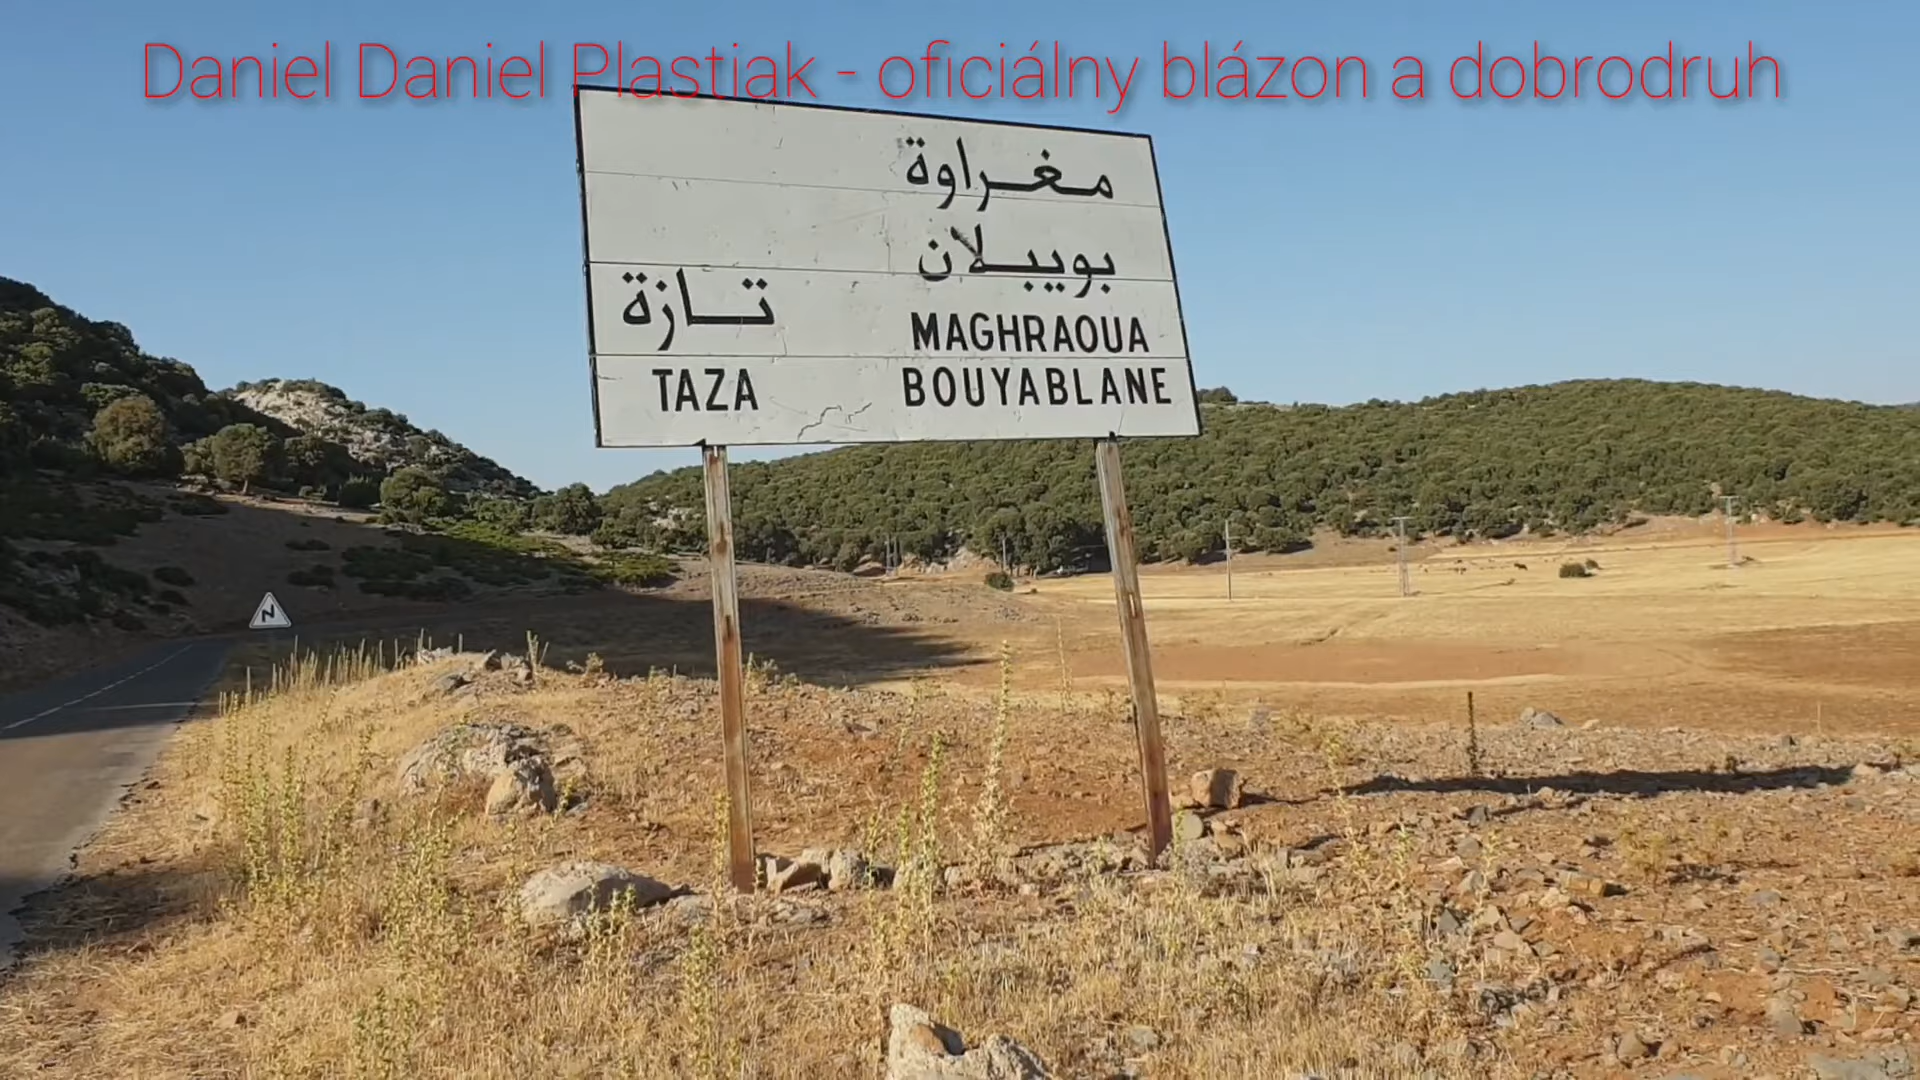 Daniel Daniel Plastiak - oficiálny blázon a dobrodruh
مغراوة
بويبلان
تازة
MAGHRAOUA
TAZA
BOUYABLANE